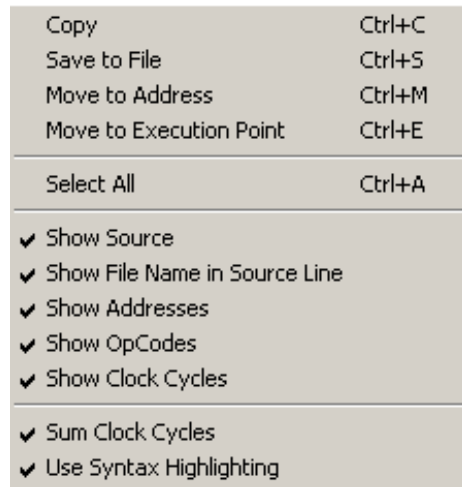 Copy Ctrl+C
Save to File Ctrl+S
Move to Address Ctrl+M
Move to Execution Point Ctrl+E
Select All Ctrl+A
Show Source
Show File Name in Source Line
Show Addresses
Show OpCodes
Show Clock Cycles
Sum Clock Cycles
Use Syntax Highlighting